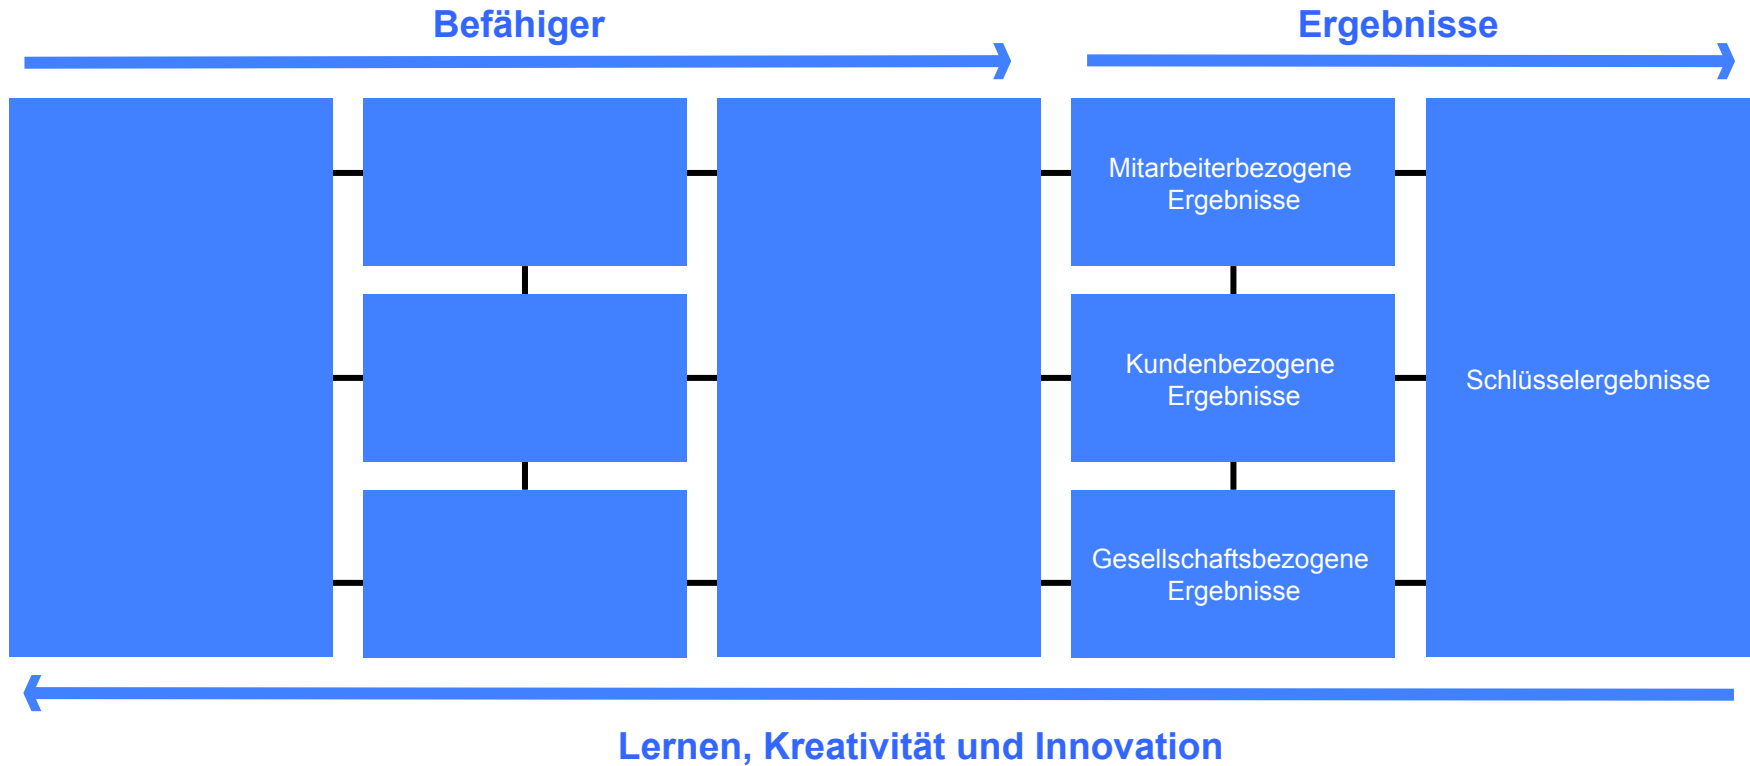 Befähiger
Ergebnisse
Mitarbeiterbezogene
Ergebnisse
Kundenbezogene
Ergebnisse
Schlüsselergebnisse
Gesellschaftsbezogene
Ergebnisse
Lernen, Kreativität und Innovation